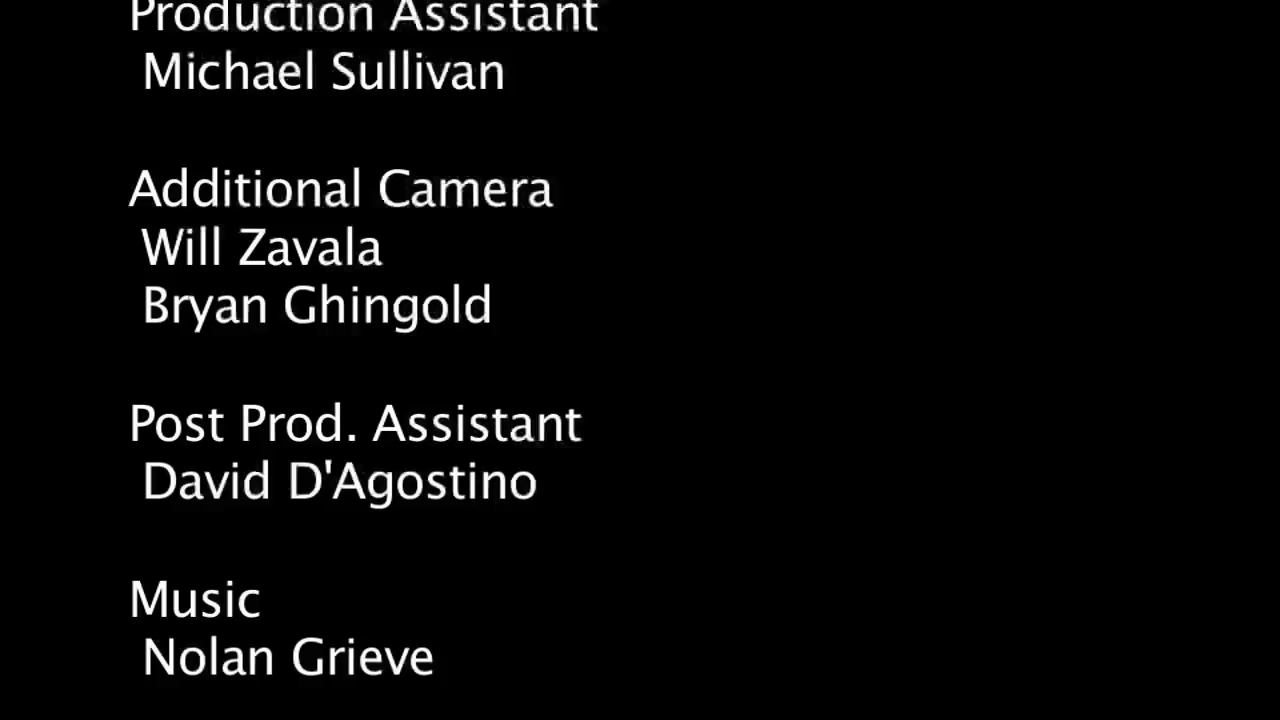 Production Assistant
Michael Sullivan
Additional Camera
Will Zavala
Bryan Ghingold
Post Prod. Assistant
David D'Agostino
Music
Nolan Grieve